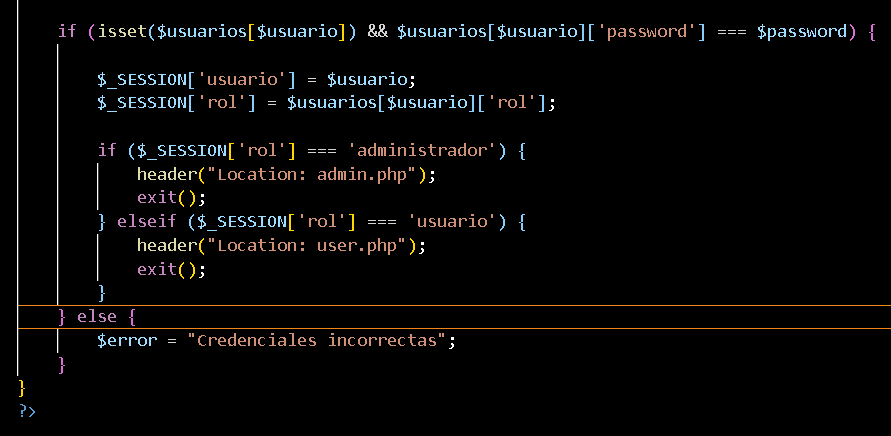 if (isset($usuarios[$usuario]) && $usuarios[$usuario]['password'] === $password) {
$_SESSION['usuario'] = $usuario;
$_SESSION['rol'] = $usuarios[$usuario]['rol'];
if ($_SESSION['rol'] === 'administrador') {
header("Location: admin.php");
exit();
} elseif ($_SESSION['rol'] === 'usuario') {
header("Location: user.php");
exit();
}
} else {
$error = "Credenciales incorrectas";
}
}
?>